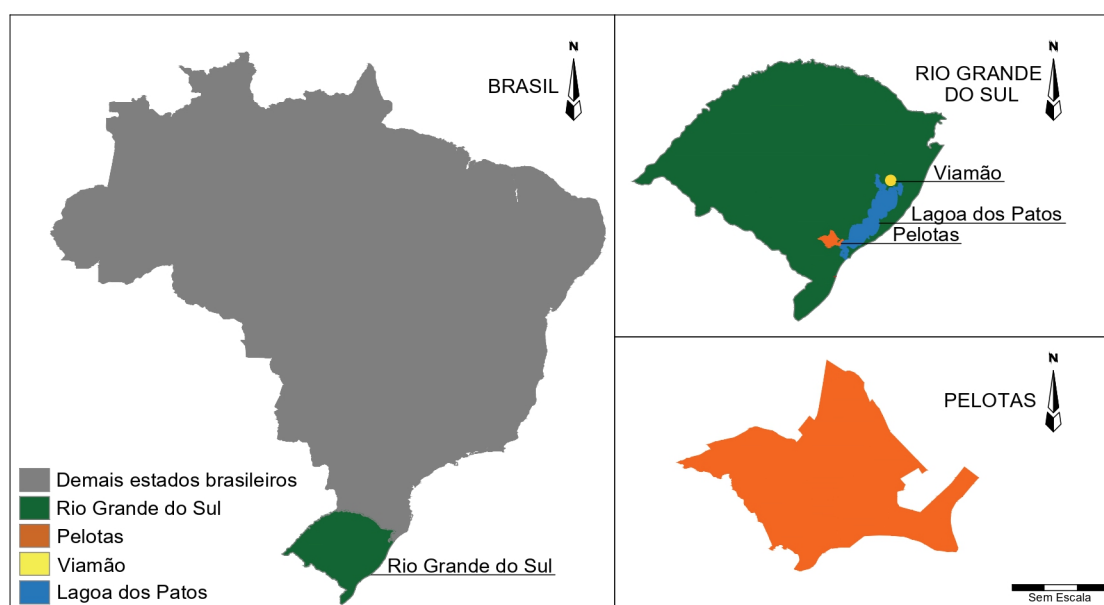 N
BRASIL
Demais estados brasileiros
Rio Grande do Sul
Pelotas
Viamão
Lagoa dos Patos
Rio Grande do Sul
N
RIO GRANDE
DO SUL
Viamão
Lagoa dos Patos
Pelotas
N
PELOTAS
Sem Escala